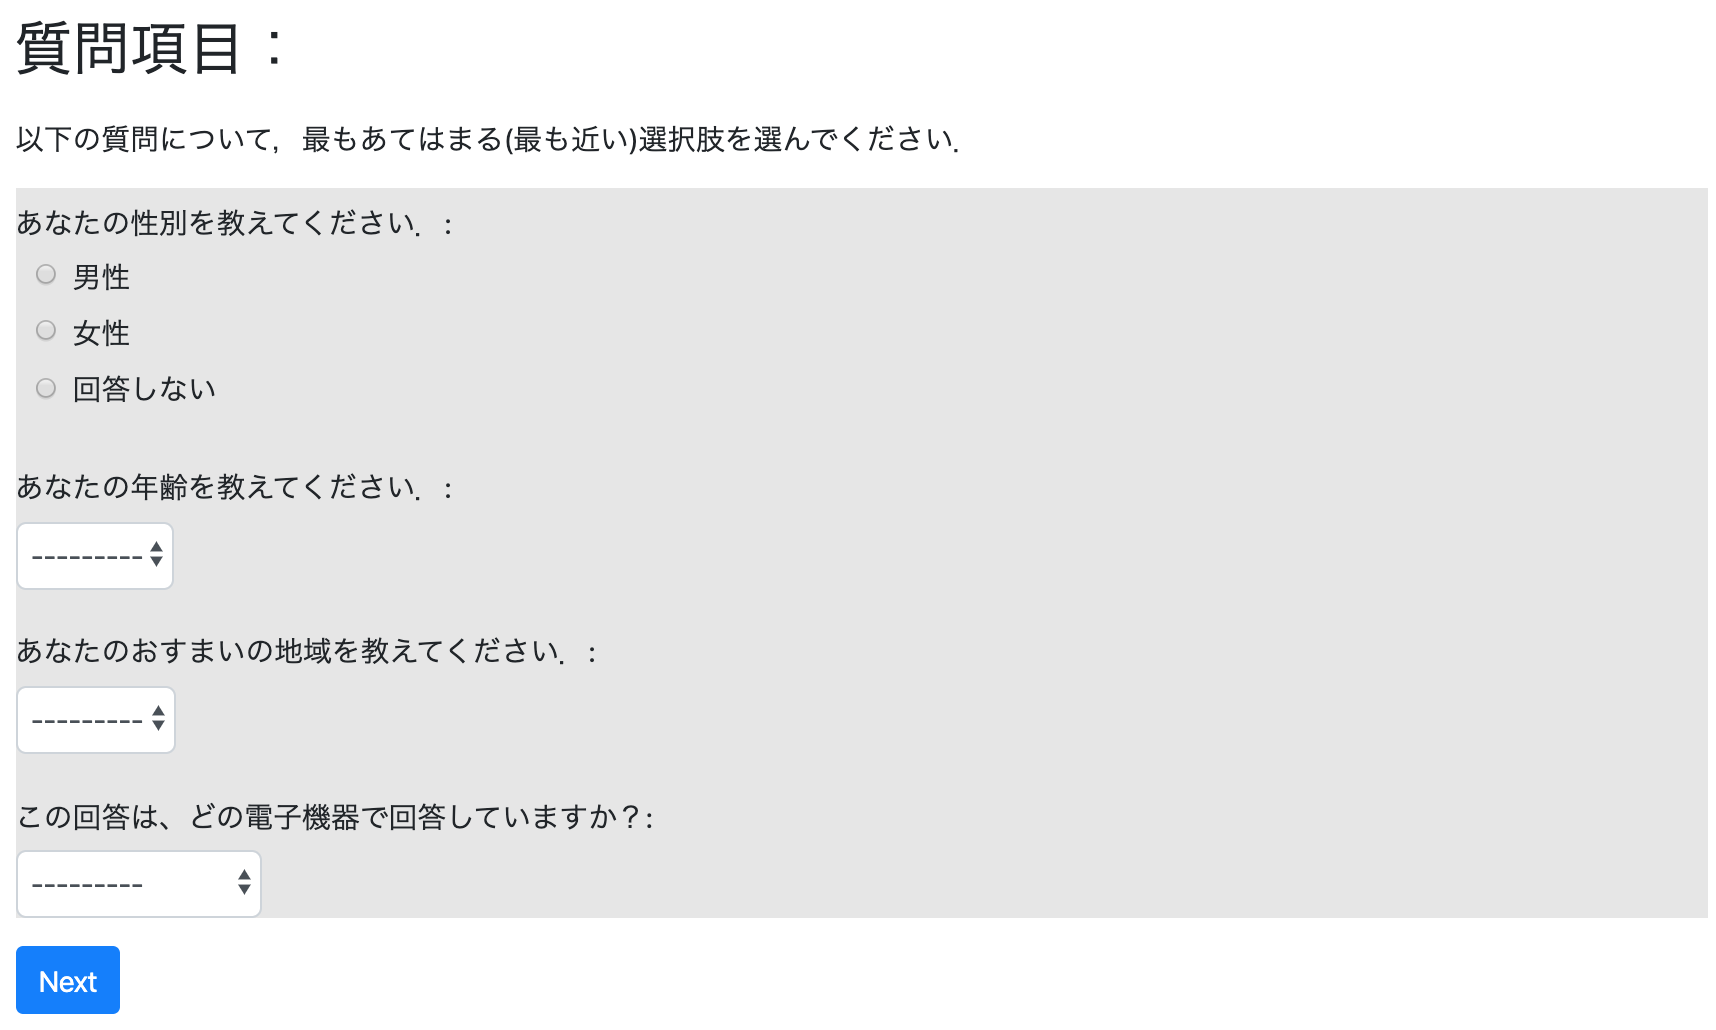 質問項目：
以下の質問について，最もあてはまる(最も近い)選択肢を選んでください．
あなたの性別を教えてください．:
男性
女性
回答しない
あなたの年齢を教えてください．:
---------
あなたのおすまいの地域を教えてください．:
---------
この回答は、どの電子機器で回答していますか？:
---------
Next